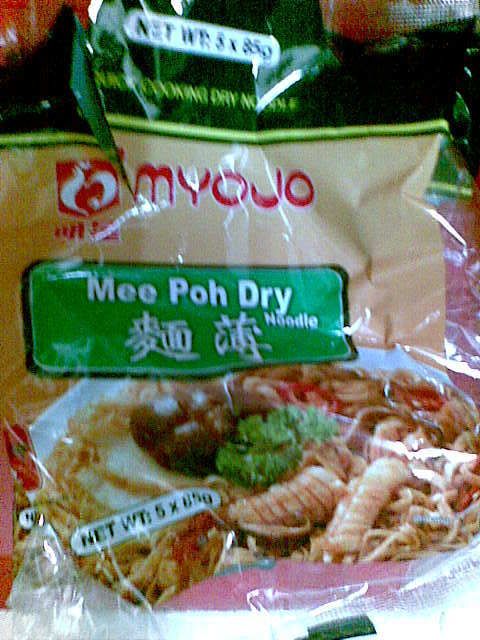 NET WT: 5 x 85g
COOKING DRY NOODLE
MYOJO
明星
Mee Poh Dry
Noodle
麵薄
NET WT: 5 x 85g